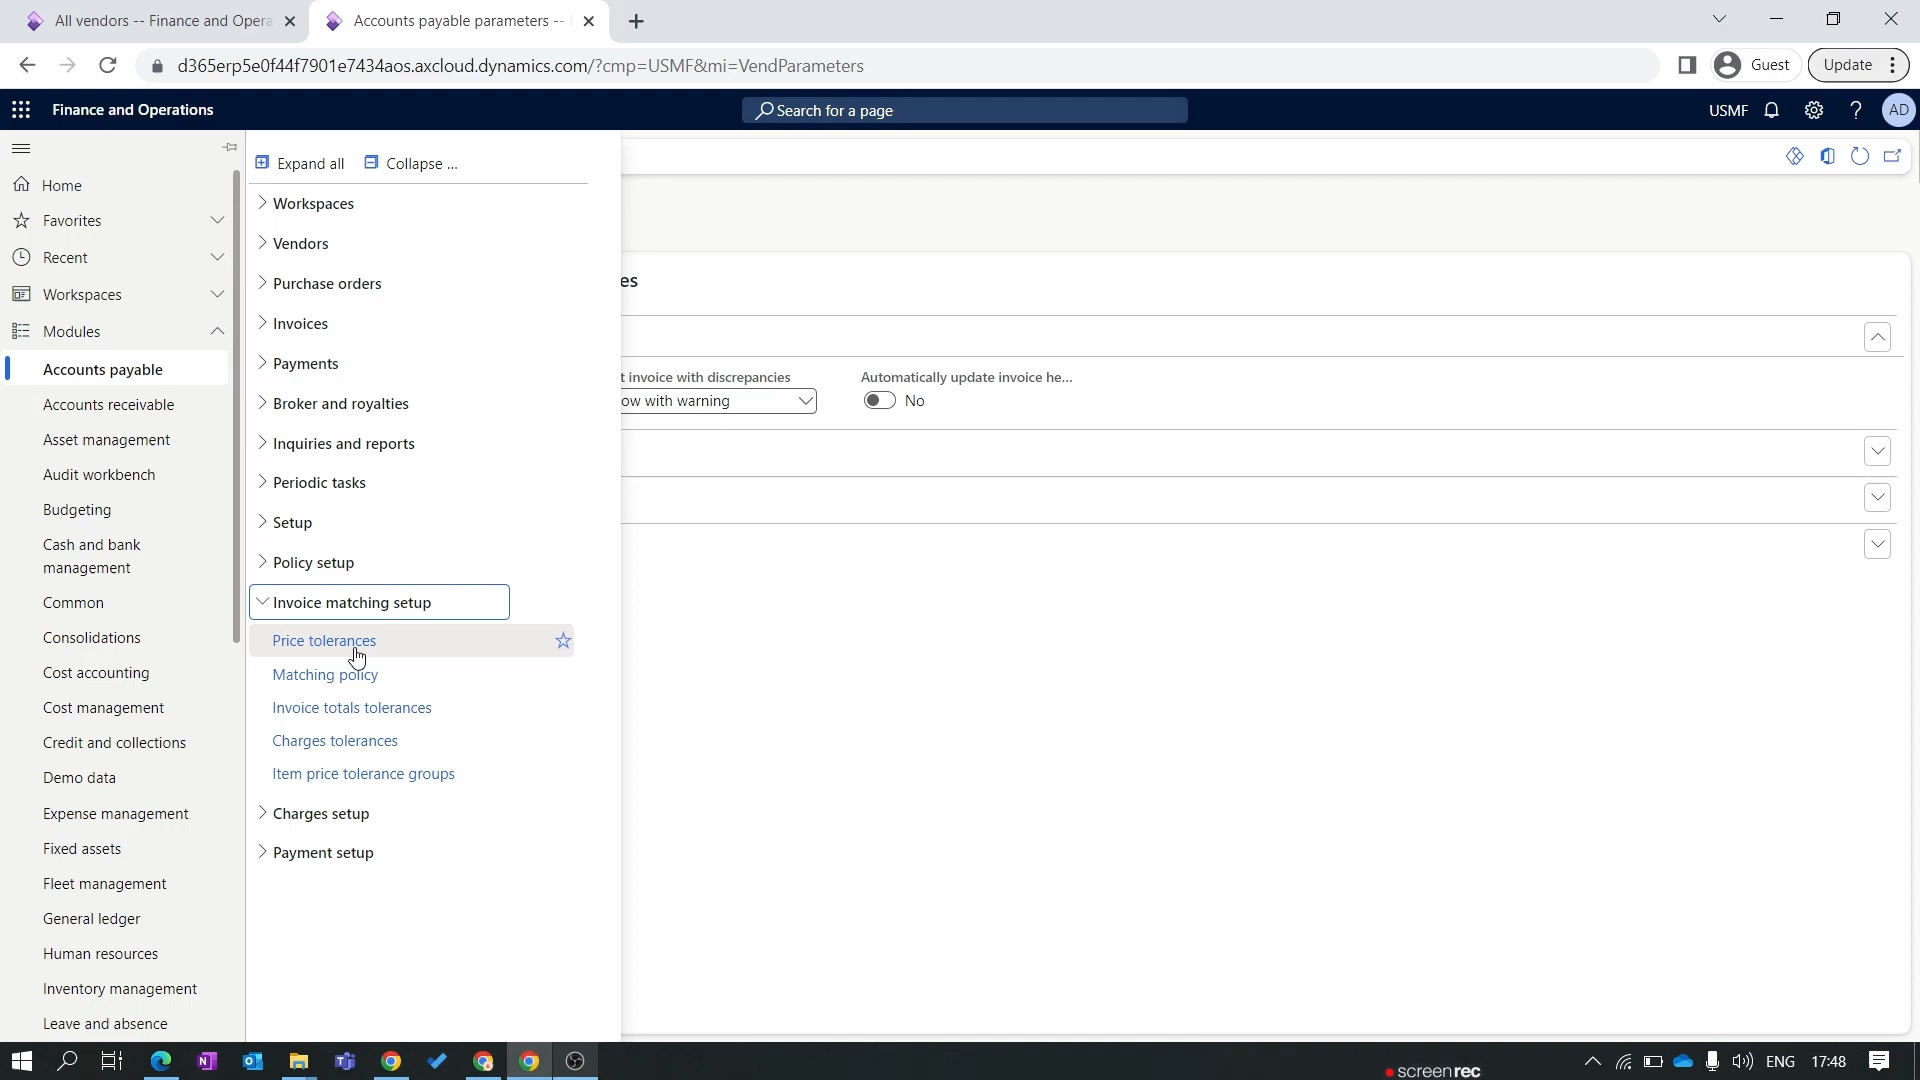 All vendors -- Finance and Opera
Accounts payable parameters --
d365erp5e0f44f7901e7434aos.axcloud.dynamics.com/?cmp=USMF&mi=VendParameters
Guest
Update
Finance and Operations
Search for a page
USMF
AD
Expand all
Collapse ...
Home
Favorites
Recent
Workspaces
Modules
Accounts payable
Accounts receivable
Asset management
Audit workbench
Budgeting
Cash and bank
management
Common
Consolidations
Cost accounting
Cost management
Credit and collections
Demo data
Expense management
Fixed assets
Fleet management
General ledger
Human resources
Inventory management
Leave and absence
Workspaces
Vendors
Purchase orders
Invoices
Payments
Broker and royalties
Inquiries and reports
Periodic tasks
Setup
Policy setup
Invoice matching setup
Price tolerances
Matching policy
Invoice totals tolerances
Charges tolerances
Item price tolerance groups
Charges setup
Payment setup
es
t invoice with discrepancies
ow with warning
Automatically update invoice he...
No
screenrec
ENG
17:48